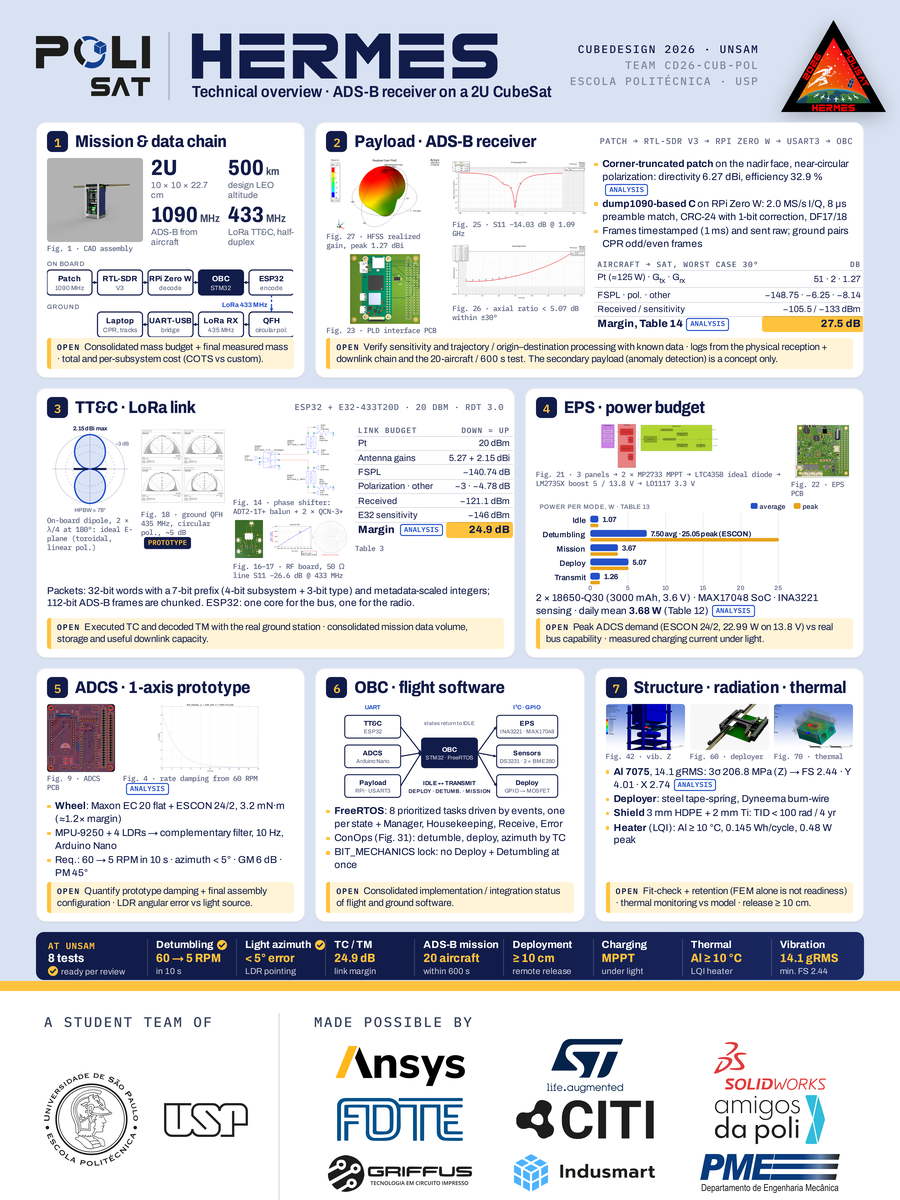 POLI
SAT
HERMES
Technical overview · ADS-B receiver on a 2U CubeSat
CUBEDESIGN 2026 · UNSAM
TEAM CD26-CUB-POL
ESCOLA POLITÉCNICA · USP
2026
POLISAT
HERMES
1 Mission & data chain
2U
10 × 10 × 22.7
cm
500 km
design LEO
altitude
1090 MHz
ADS-B from
aircraft
433 MHz
LoRa TT&C, half-
duplex
Fig. 1 · CAD assembly
ON BOARD
Patch
1090 MHz
RTL-SDR
V3
RPi Zero W
decode
OBC
STM32
ESP32
encode
LoRa 433 MHz
GROUND
Laptop
CPR, tracks
UART-USB
bridge
LoRa RX
435 MHz
QFH
circular pol.
OPEN Consolidated mass budget + final measured mass
· total and per-subsystem cost (COTS vs custom).
2 Payload · ADS-B receiver
PATCH → RTL-SDR V3 → RPI ZERO W → USART3 → OBC
Fig. 27 · HFSS realized
gain, peak 1.27 dBi
Fig. 25 · S11 −14.03 dB @ 1.09
GHz
Fig. 23 · PLD interface PCB
Fig. 26 · axial ratio < 5.07 dB
within ±30°
Corner-truncated patch on the nadir face, near-circular
polarization: directivity 6.27 dBi, efficiency 32.9 %
ANALYSIS
dump1090-based C on RPi Zero W: 2.0 MS/s I/Q, 8 µs
preamble match, CRC-24 with 1-bit correction, DF17/18
Frames timestamped (1 ms) and sent raw; ground pairs
CPR odd/even frames
AIRCRAFT → SAT, WORST CASE 30° DB
Pt (≈125 W) · Gtx · Grx 51 · 2 · 1.27
FSPL · pol. · other −148.75 · −6.25 · −8.14
Received / sensitivity −105.5 / −133 dBm
Margin, Table 14 ANALYSIS 27.5 dB
OPEN Verify sensitivity and trajectory / origin–destination processing with known data · logs from the physical reception +
downlink chain and the 20-aircraft / 600 s test. The secondary payload (anomaly detection) is a concept only.
3 TT&C · LoRa link
ESP32 + E32-433T20D · 20 DBM · RDT 3.0
2.15 dBi max
−3 dB
HPBW = 78°
On-board dipole, 2 ×
λ/4 at 180°: ideal E-
plane (toroidal,
linear pol.)
Fig. 18 · ground QFH
435 MHz, circular
pol., ~5 dB
PROTOTYPE
Fig. 14 · phase shifter:
ADT2-1T+ balun + 2 × QCN-3+
Fig. 16–17 · RF board, 50 Ω
line S11 −26.6 dB @ 433 MHz
LINK BUDGET DOWN = UP
Pt 20 dBm
Antenna gains 5.27 + 2.15 dBi
FSPL −140.74 dB
Polarization · other −3 · −4.78 dB
Received −121.1 dBm
E32 sensitivity −146 dBm
Margin ANALYSIS 24.9 dB
Table 3
Packets: 32-bit words with a 7-bit prefix (4-bit subsystem + 3-bit type) and metadata-scaled integers;
112-bit ADS-B frames are chunked. ESP32: one core for the bus, one for the radio.
OPEN Executed TC and decoded TM with the real ground station · consolidated mission data volume,
storage and useful downlink capacity.
4 EPS · power budget
Fig. 21 · 3 panels → 2 × MP2733 MPPT → LTC4358 ideal diode →
LM2735X boost 5 / 13.8 V → LD1117 3.3 V
Fig. 22 · EPS
PCB
POWER PER MODE, W · TABLE 13
average
peak
Idle 1.07
Detumbling 7.50 avg · 25.05 peak (ESCON)
Mission 3.67
Deploy 5.07
Transmit 1.26
0 5 10 15 20 25
2 × 18650-Q30 (3000 mAh, 3.6 V) · MAX17048 SoC · INA3221
sensing · daily mean 3.68 W (Table 12) ANALYSIS
OPEN Peak ADCS demand (ESCON 24/2, 22.99 W on 13.8 V) vs real
bus capability · measured charging current under light.
5 ADCS · 1-axis prototype
Fig. 9 · ADCS
PCB
Fig. 4 · rate damping from 60 RPM
ANALYSIS
Wheel: Maxon EC 20 flat + ESCON 24/2, 3.2 mN·m
(≈1.2× margin)
MPU-9250 + 4 LDRs → complementary filter, 10 Hz,
Arduino Nano
Req.: 60 → 5 RPM in 10 s · azimuth < 5° · GM 6 dB ·
PM 45°
OPEN Quantify prototype damping + final assembly
configuration · LDR angular error vs light source.
6 OBC · flight software
UART
I²C · GPIO
TT&C
ESP32
states return to IDLE
EPS
INA3221 · MAX17048
ADCS
Arduino Nano
OBC
STM32 · FreeRTOS
Sensors
DS3231 · 2 × BME280
Payload
RPi · USART3
IDLE ↔ TRANSMIT
DEPLOY · DETUMB. · MISSION
Deploy
GPIO → MOSFET
FreeRTOS: 8 prioritized tasks driven by events, one
per state + Manager, Housekeeping, Receive, Error
ConOps (Fig. 31): detumble, deploy, azimuth by TC
BIT_MECHANICS lock: no Deploy + Detumbling at
once
OPEN Consolidated implementation / integration status
of flight and ground software.
7 Structure · radiation · thermal
Fig. 42 · vib. Z
Fig. 60 · deployer
Fig. 70 · thermal
Al 7075, 14.1 gRMS: 3σ 206.8 MPa (Z) → FS 2.44 · Y
4.01 · X 2.74 ANALYSIS
Deployer: steel tape-spring, Dyneema burn-wire
Shield 3 mm HDPE + 2 mm Ti: TID < 100 rad / 4 yr
Heater (LQI): Al ≥ 10 °C, 0.145 Wh/cycle, 0.48 W
peak
OPEN Fit-check + retention (FEM alone is not readiness)
· thermal monitoring vs model · release ≥ 10 cm.
AT UNSAM
8 tests
ready per review
Detumbling
60 → 5 RPM
in 10 s
Light azimuth
< 5° error
LDR pointing
TC / TM
24.9 dB
link margin
ADS-B mission
20 aircraft
within 600 s
Deployment
≥ 10 cm
remote release
Charging
MPPT
under light
Thermal
Al ≥ 10 °C
LQI heater
Vibration
14.1 gRMS
min. FS 2.44
A STUDENT TEAM OF
UNIVERSIDADE DE SÃO PAULO
ESCOLA POLITÉCNICA
USP
MADE POSSIBLE BY
Ansys
ST
life.augmented
3DS
SOLIDWORKS
FDTE
CITI
amigos
da poli
GRIFFUS
TECNOLOGIA EM CIRCUITO IMPRESSO
Indusmart
PME
Departamento de Engenharia Mecânica